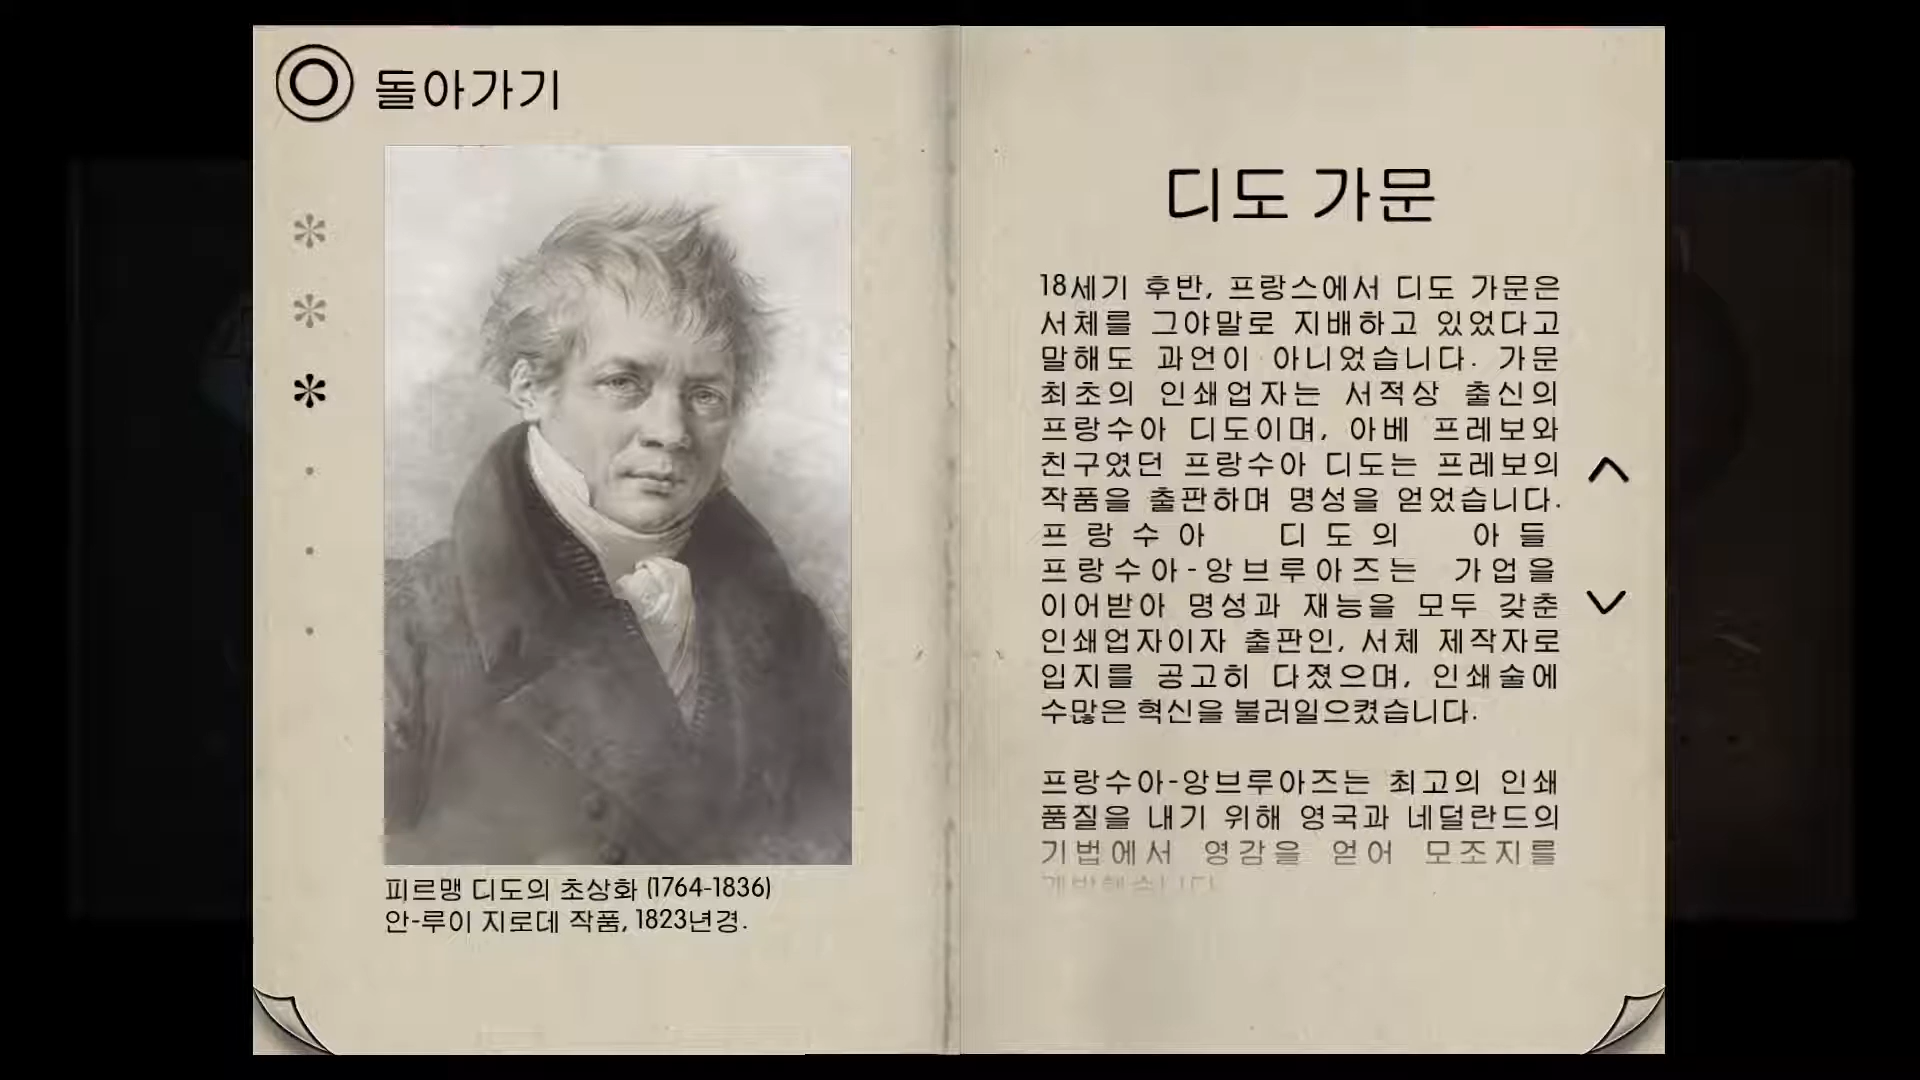 돌아가기
피르맹 디도의 초상화 (1764-1836)
안-루이 지로데 작품, 1823년경.
디도 가문
18세기 후반, 프랑스에서 디도 가문은
서체를 그야말로 지배하고 있었다고
말해도 과언이 아니었습니다. 가문
최초의 인쇄업자는 서적상 출신의
프랑수아 디도이며, 아베 프레보와
친구였던 프랑수아 디도는 프레보의
작품을 출판하며 명성을 얻었습니다.
프랑수아 디도의 아들
프랑수아-앙브루아즈는 가업을
이어받아 명성과 재능을 모두 갖춘
인쇄업자이자 출판인, 서체 제작자로
입지를 공고히 다졌으며, 인쇄술에
수많은 혁신을 불러일으켰습니다.
프랑수아-앙브루아즈는 최고의 인쇄
품질을 내기 위해 영국과 네덜란드의
기법에서 영감을 얻어 모조지를